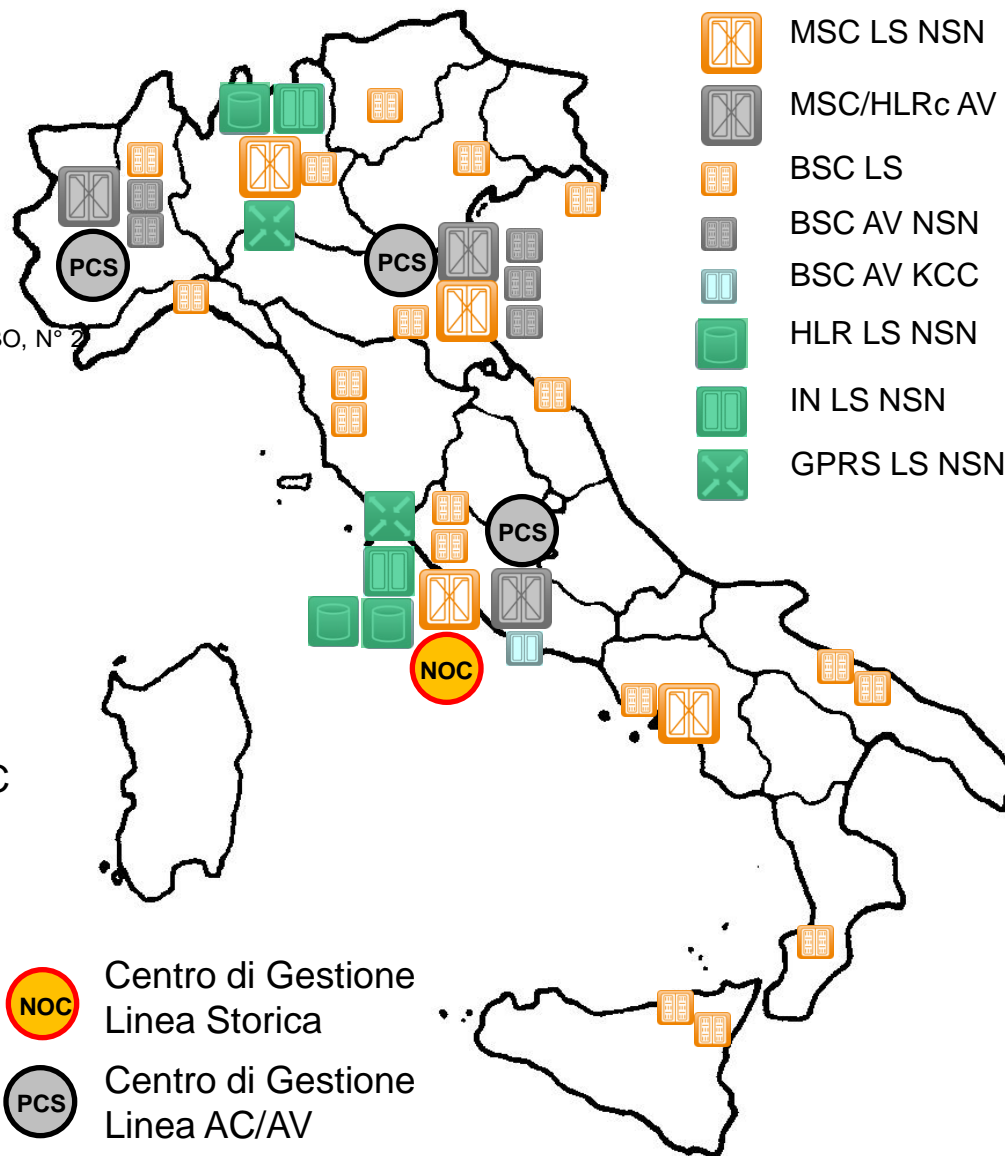 MSC LS NSN
MSC/HLRc AV
BSC LS
BSC AV NSN
BSC AV KCC
HLR LS NSN
IN LS NSN
GPRS LS NSN
PCS
PCS
BO, N° 2
PCS
NOC
C
NOC
Centro di Gestione
Linea Storica
PCS
Centro di Gestione
Linea AC/AV